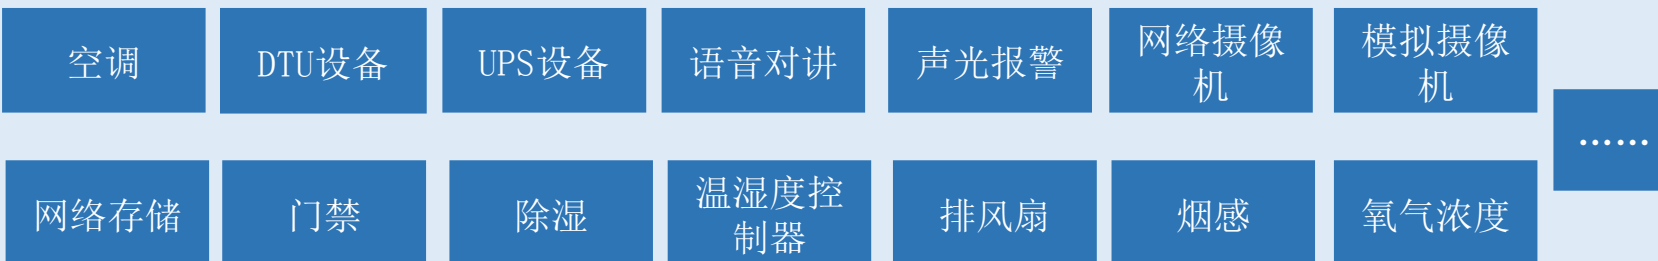 空调
DTU设备
UPS设备
语音对讲
声光报警
网络摄像
机
模拟摄像
机
……
网络存储
门禁
除湿
温湿度控
制器
排风扇
烟感
氧气浓度